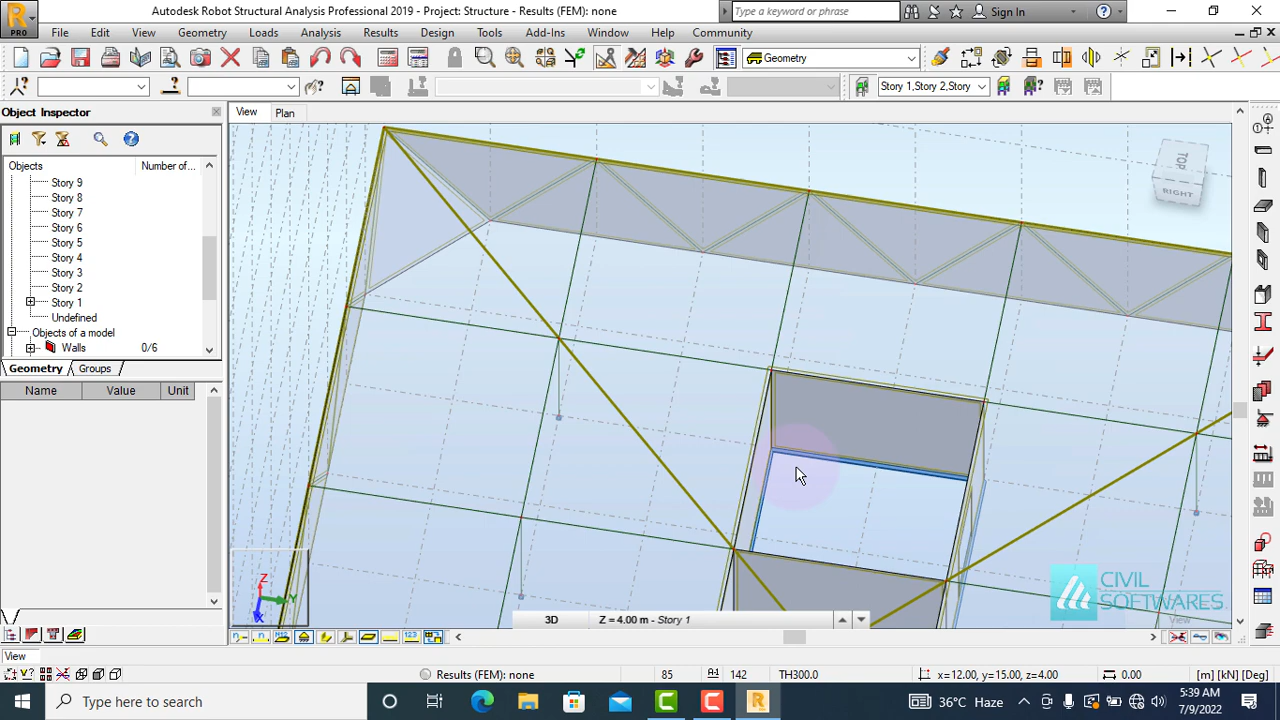 PRO
Autodesk Robot Structural Analysis Professional 2019 - Project: Structure - Results (FEM): none
Type a keyword or phrase
Sign In
File Edit View Geometry Loads Analysis Results Design Tools Add-Ins Window Help Community
Geometry
Story 1,Story 2,Story
Object Inspector
View Plan
Objects Number of...
Story 9
Story 8
Story 7
Story 6
Story 5
Story 4
Story 3
Story 2
Story 1
Undefined
Objects of a model
Walls 0/6
Geometry Groups
Name Value Unit
TOP
RIGHT
Z
Y
X
CIVIL
SOFTWARES.
View
3D Z = 4.00 m - Story 1
View
Results (FEM): none 85 142 TH300.0 x=12.00, y=15.00, z=4.00 0.00 [m] [kN] [Deg]
Type here to search
36°C Haze
5:39 AM
7/9/2022